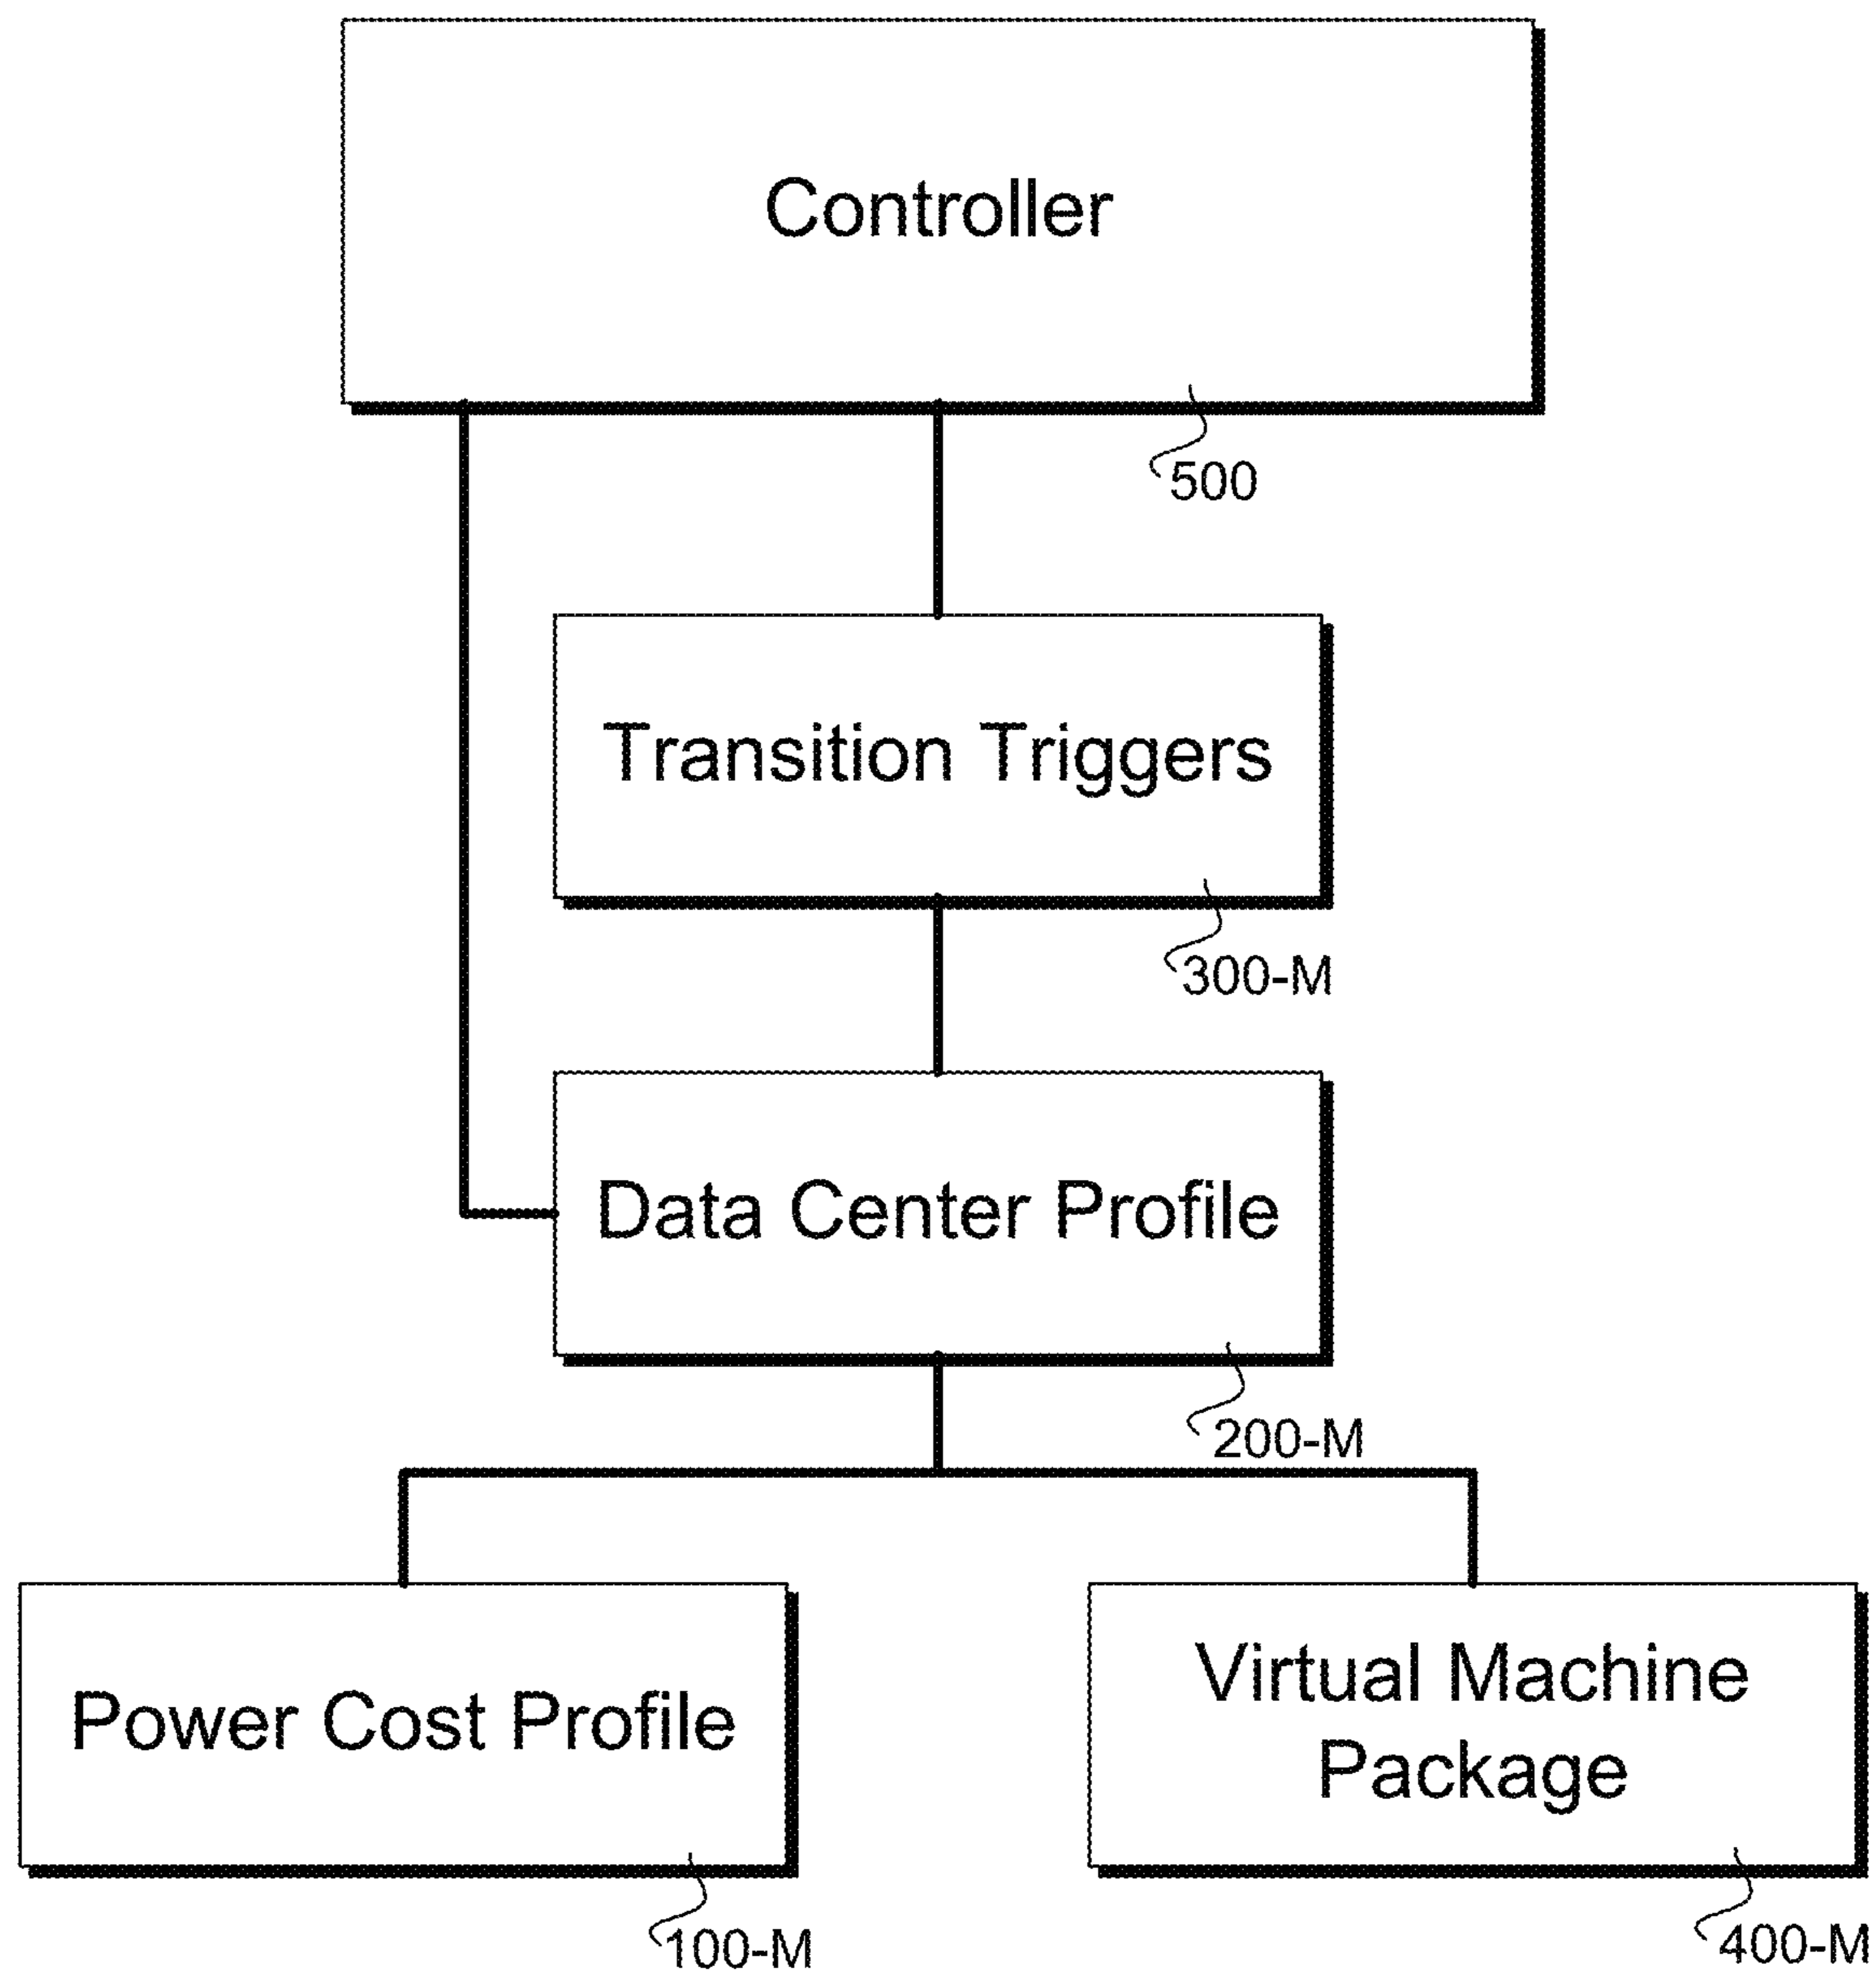 Controller
500
Transition Triggers
300-M
Data Center Profile
200-M
Power Cost Profile
100-M
Virtual Machine
Package
400-M